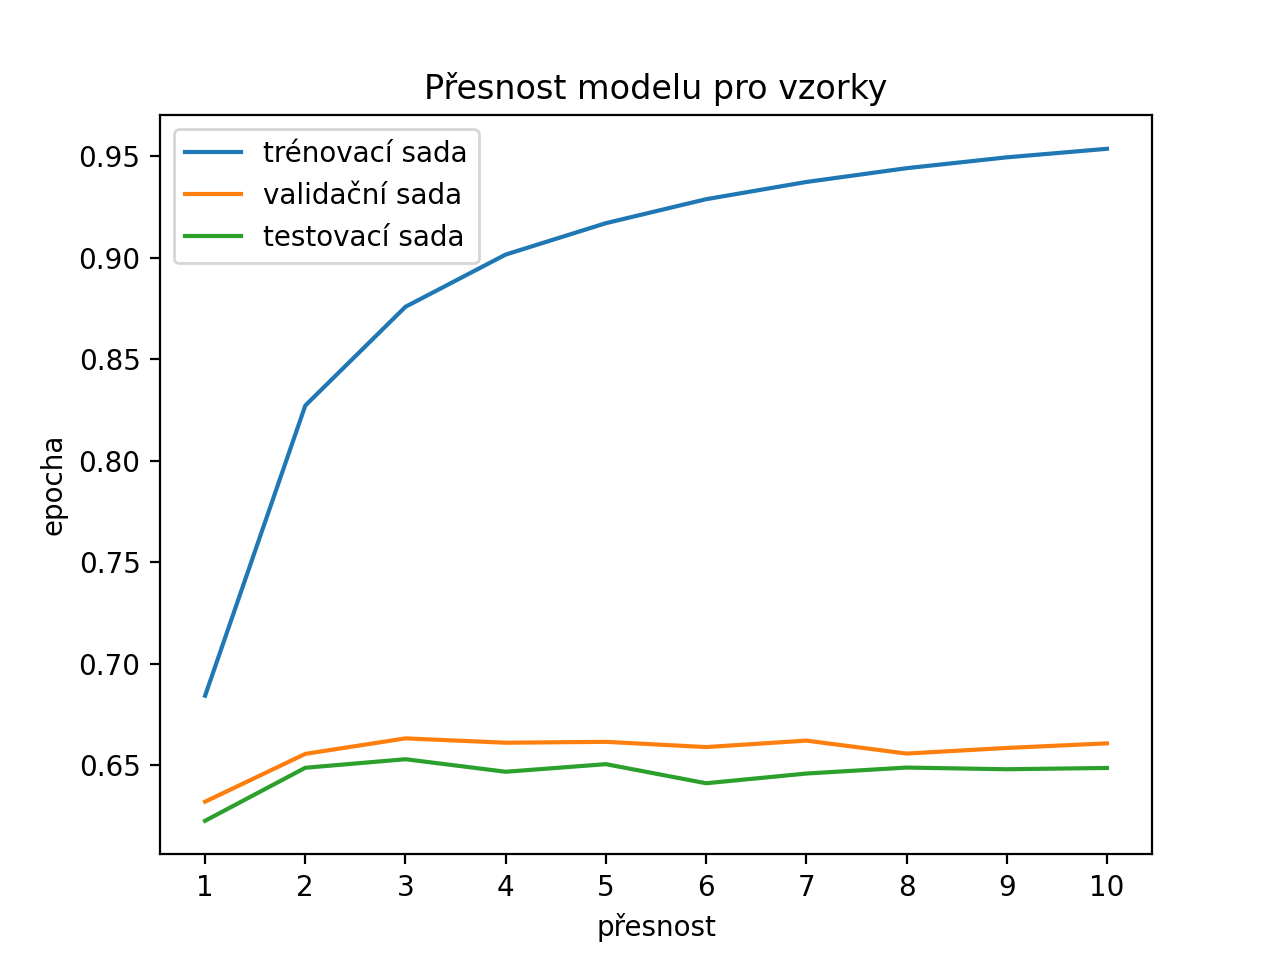 Přesnost modelu pro vzorky
trénovací sada
validační sada
testovací sada
0.95
0.90
0.85
0.80
0.75
0.70
0.65
epocha
1 2 3 4 5 6 7 8 9 10
přesnost